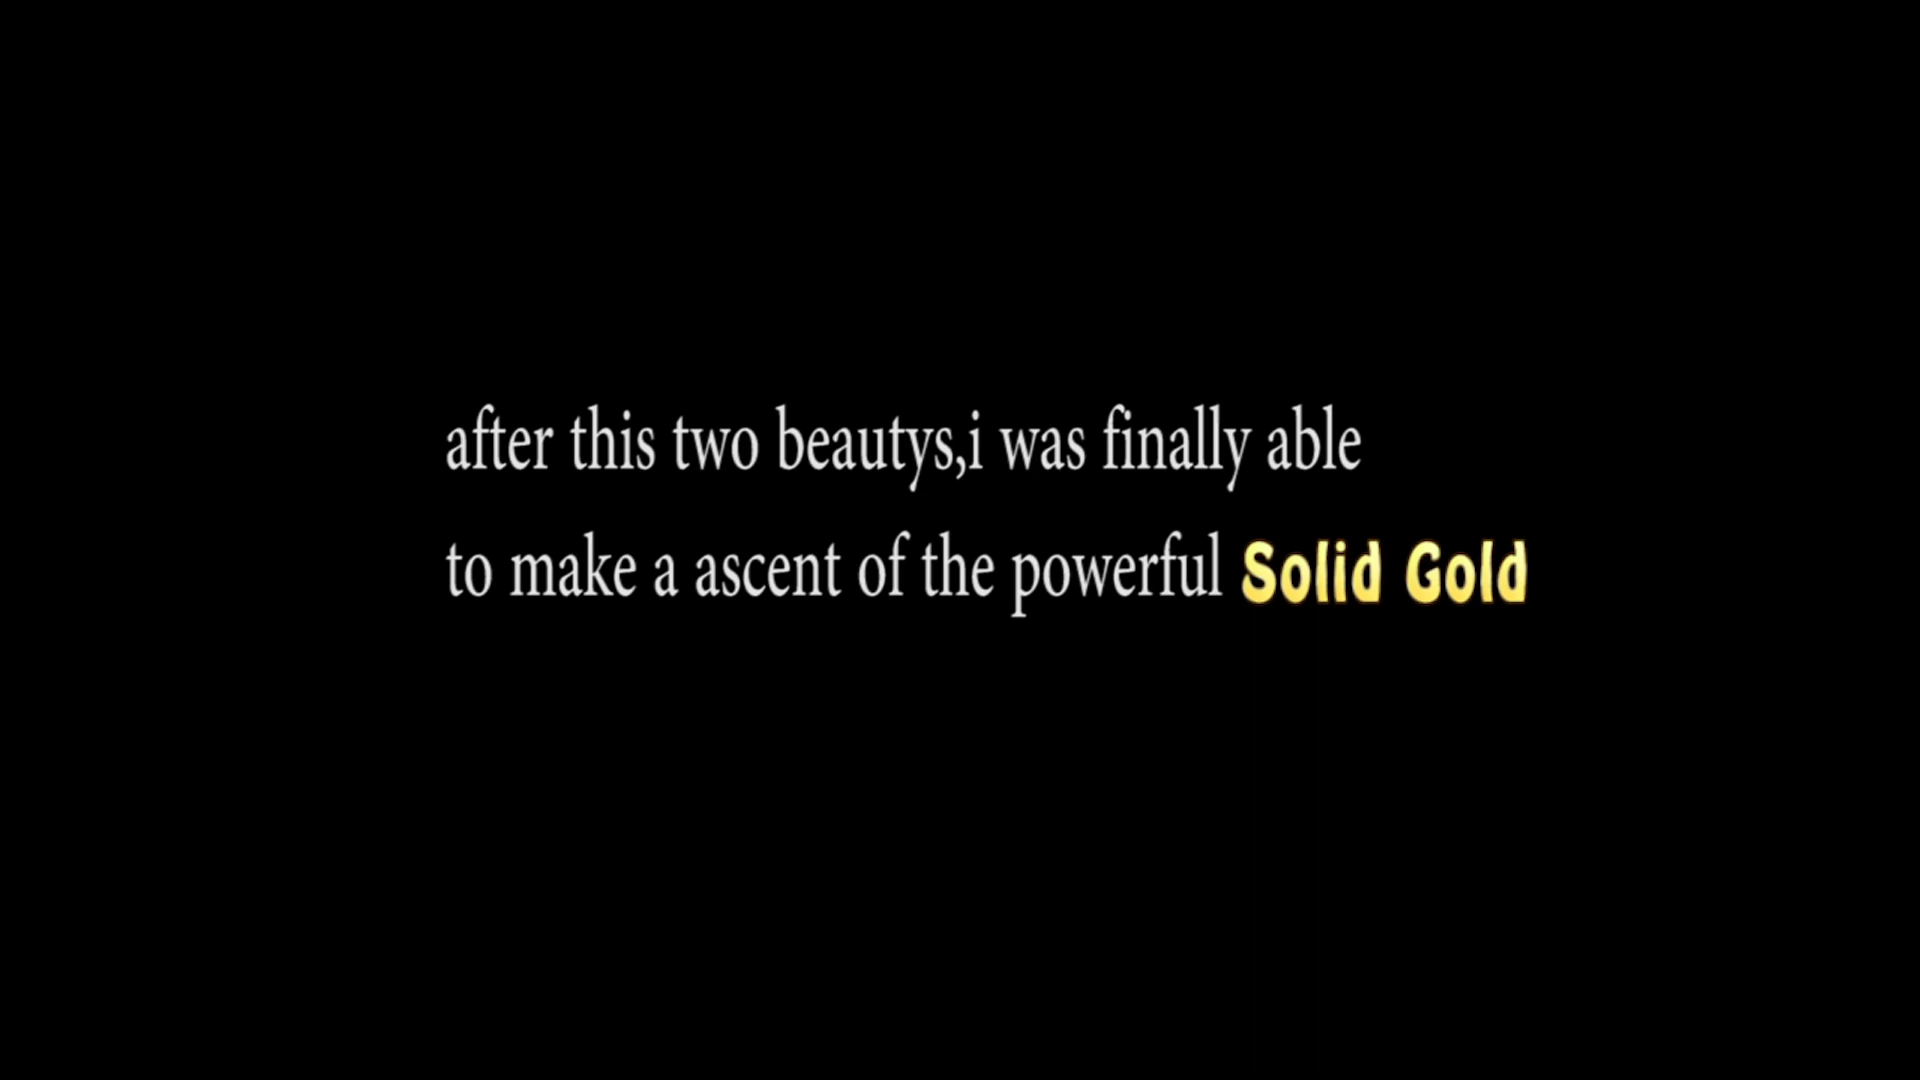 after this two beautys,i was finally able
to make a ascent of the powerful Solid Gold